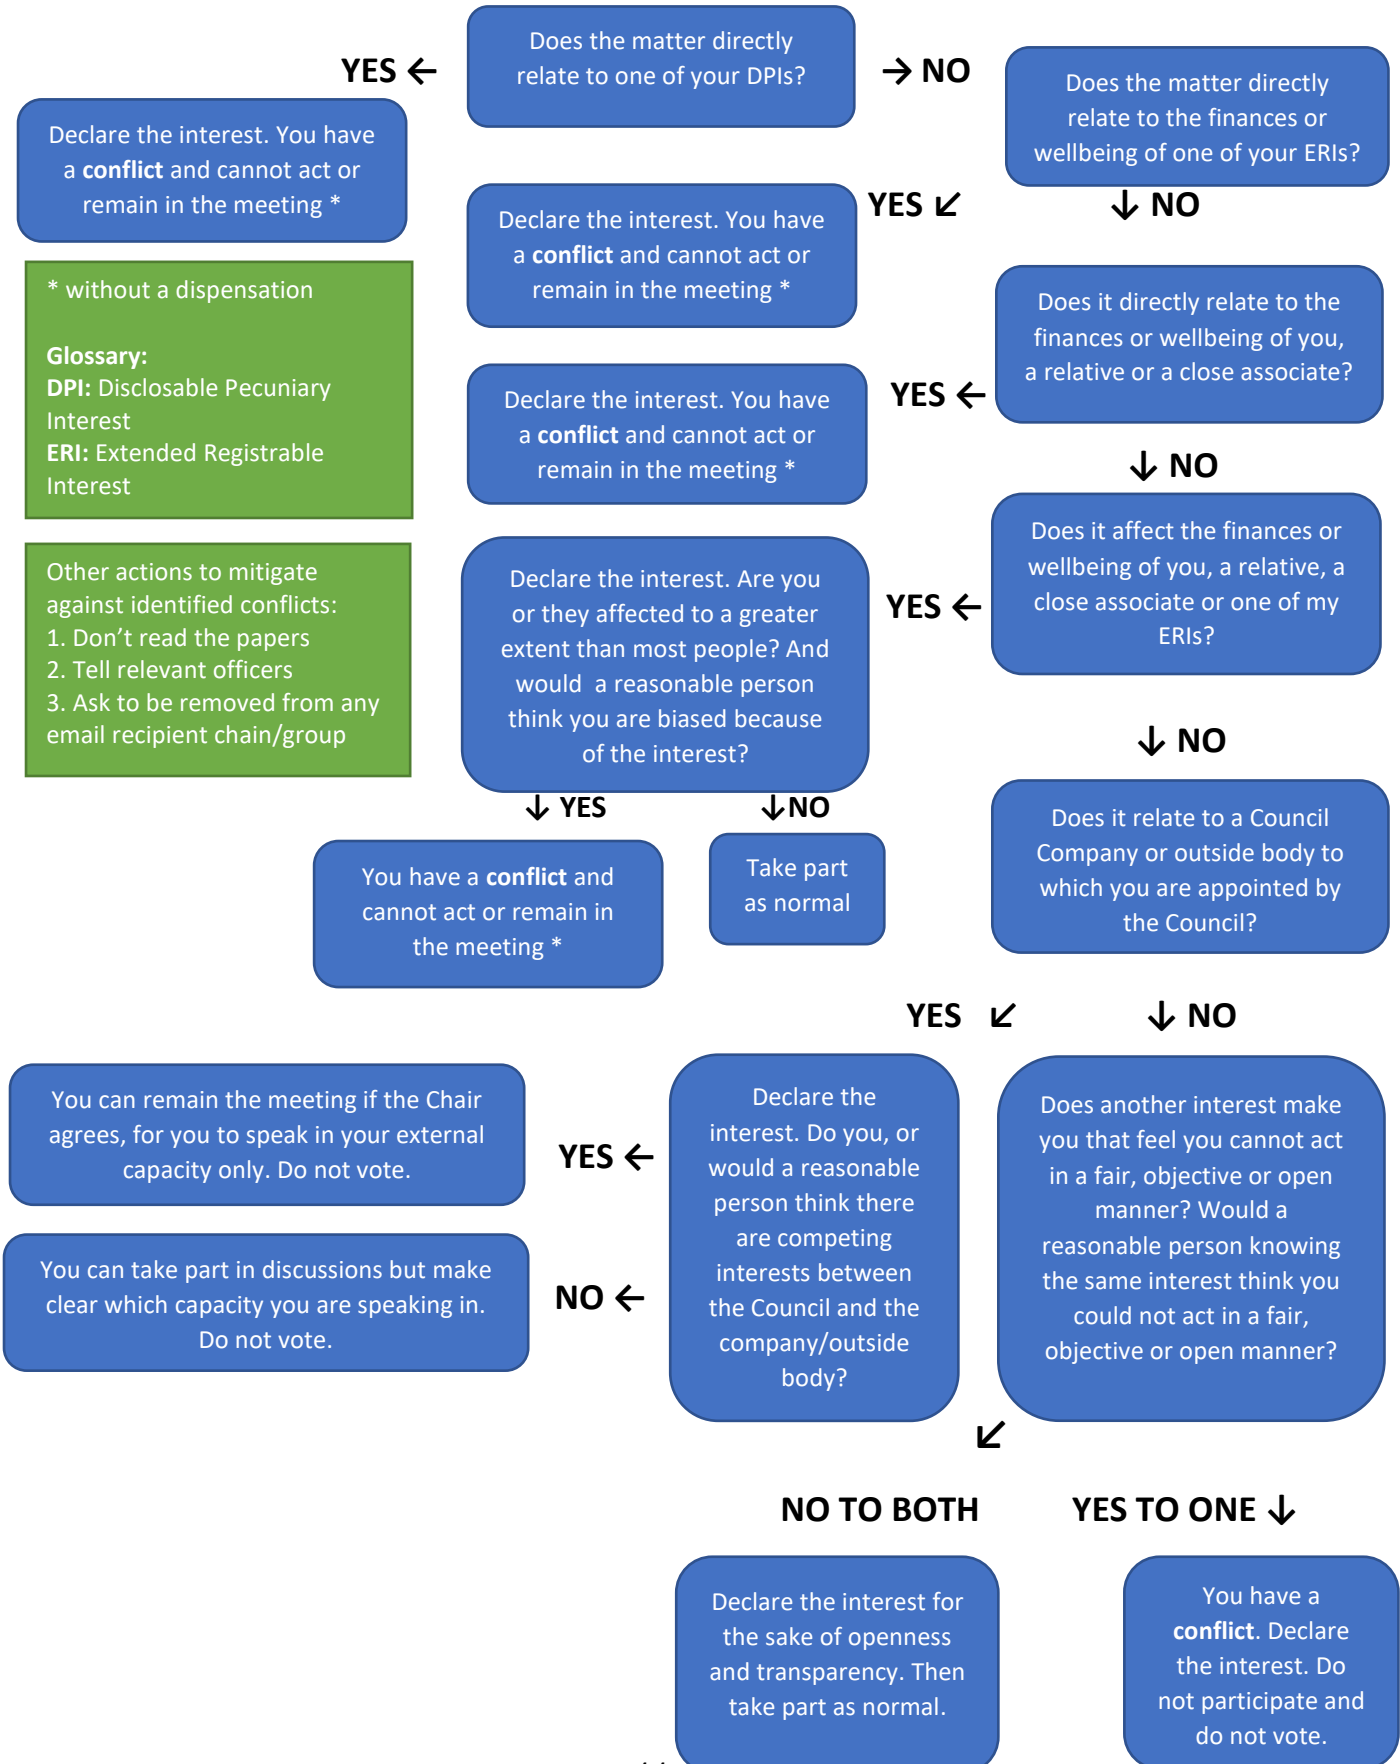 Does the matter directly
relate to one of your DPIs?
YES ←
→ NO
Declare the interest. You have
a conflict and cannot act or
remain in the meeting *
Does the matter directly
relate to the finances or
wellbeing of one of your ERIs?
YES ↙
↓ NO
Declare the interest. You have
a conflict and cannot act or
remain in the meeting *
* without a dispensation
Glossary:
DPI: Disclosable Pecuniary
Interest
ERI: Extended Registrable
Interest
Does it directly relate to the
finances or wellbeing of you,
a relative or a close associate?
YES ←
Declare the interest. You have
a conflict and cannot act or
remain in the meeting *
↓ NO
Does it affect the finances or
wellbeing of you, a relative, a
close associate or one of my
ERIs?
YES ←
Declare the interest. Are you
or they affected to a greater
extent than most people? And
would a reasonable person
think you are biased because
of the interest?
Other actions to mitigate
against identified conflicts:
1. Don’t read the papers
2. Tell relevant officers
3. Ask to be removed from any
email recipient chain/group
↓ NO
↓ YES
↓NO
You have a conflict and
cannot act or remain in
the meeting *
Take part
as normal
Does it relate to a Council
Company or outside body to
which you are appointed by
the Council?
YES ↙
↓ NO
Declare the
interest. Do you, or
would a reasonable
person think there
are competing
interests between
the Council and the
company/outside
body?
YES ←
You can remain the meeting if the Chair
agrees, for you to speak in your external
capacity only. Do not vote.
NO ←
You can take part in discussions but make
clear which capacity you are speaking in.
Do not vote.
Does another interest make
you that feel you cannot act
in a fair, objective or open
manner? Would a
reasonable person knowing
the same interest think you
could not act in a fair,
objective or open manner?
↙
NO TO BOTH
YES TO ONE ↓
Declare the interest for
the sake of openness
and transparency. Then
take part as normal.
You have a
conflict. Declare
the interest. Do
not participate and
do not vote.